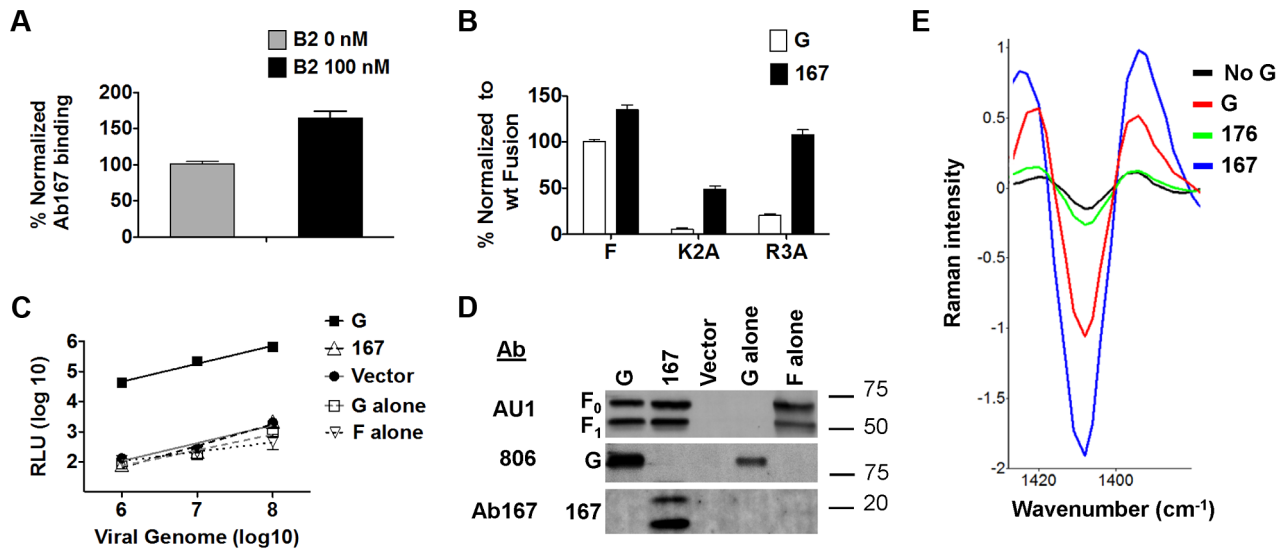 A
B2 0 nM
B2 100 nM
% Normalized
Ab167 binding
200
150
100
50
0
B
G
167
% Normalized to
wt Fusion
150
100
50
0
F K2A R3A
C
G
167
Vector
G alone
F alone
RLU (log 10)
6
5
4
3
2
6 7 8
Viral Genome (log10)
D
Ab
G 167 Vector G alone F alone
AU1 F0 75
F1 50
806 G 75
Ab167 167 20
E
No G
G
176
167
Raman intensity
1
0.5
0
-0.5
-1
-1.5
-2
1420 1400
Wavenumber (cm-1)